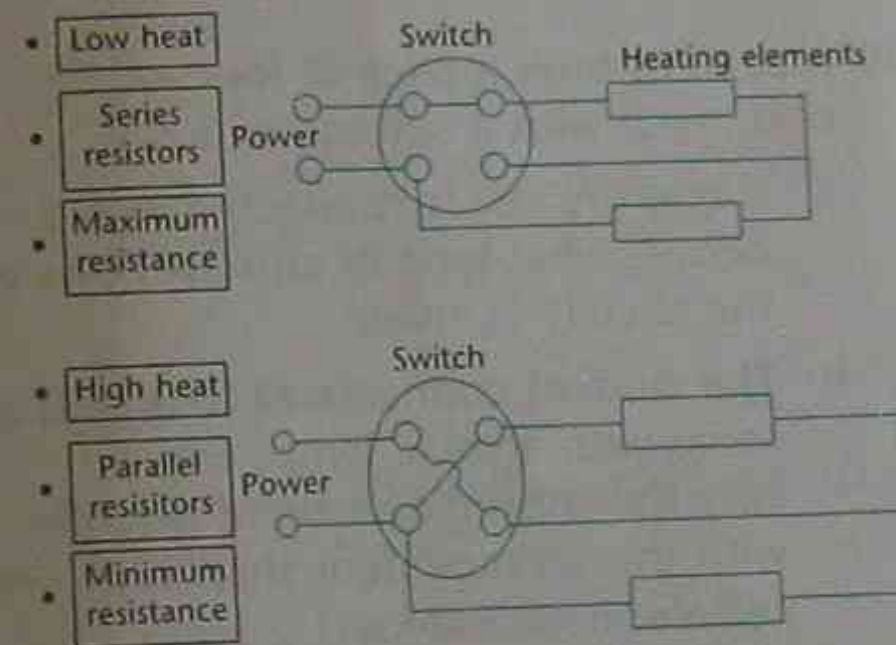 • Low heat
Switch
Heating elements
• Series
resistors
Power
• Maximum
resistance
Switch
• High heat
• Parallel
resisitors
Power
• Minimum
resistance